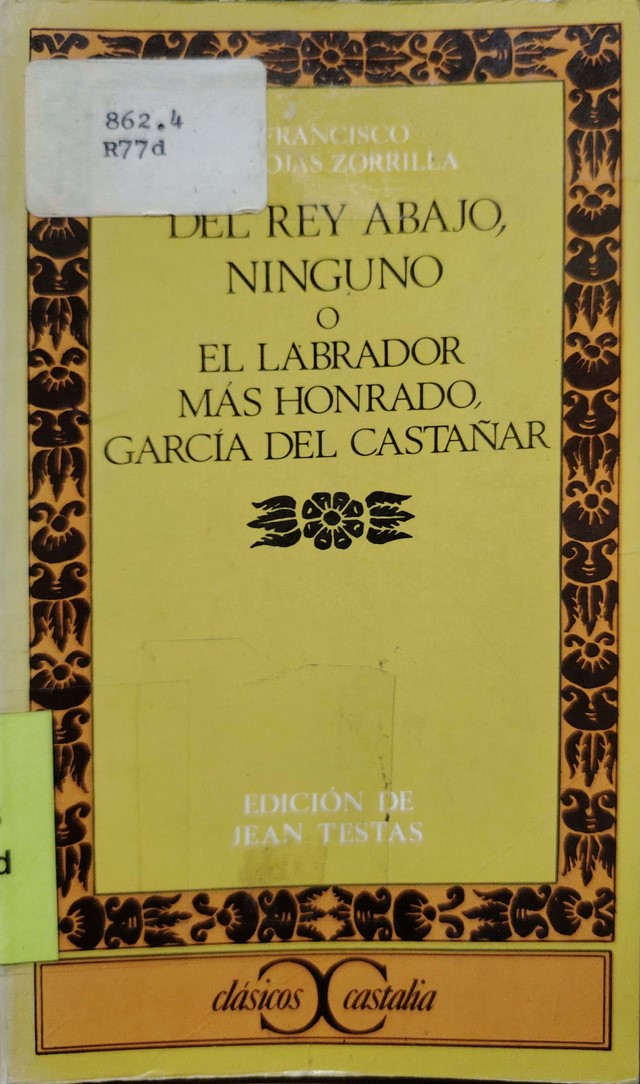 862.4
R77d
FRANCISCO
ROJAS ZORRILLA
DEL REY ABAJO,
NINGUNO
O
EL LABRADOR
MÁS HONRADO,
GARCÍA DEL CASTAÑAR
EDICIÓN DE
JEAN TESTAS
d
clásicos castalia